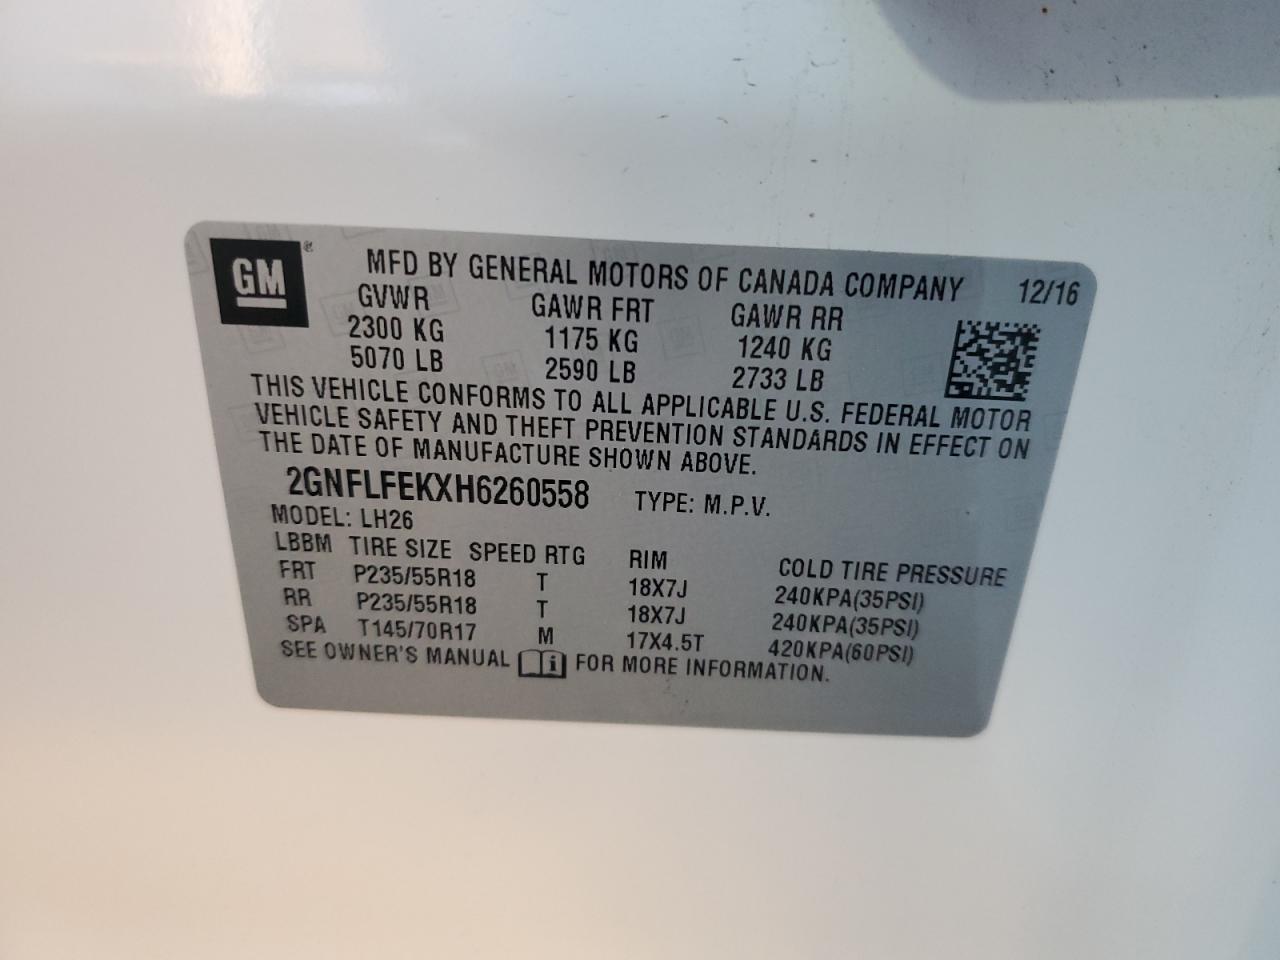 GM ®
MFD BY GENERAL MOTORS OF CANADA COMPANY 12/16
GVWR GAWR FRT GAWR RR
2300 KG 1175 KG 1240 KG
5070 LB 2590 LB 2733 LB
THIS VEHICLE CONFORMS TO ALL APPLICABLE U.S. FEDERAL MOTOR
VEHICLE SAFETY AND THEFT PREVENTION STANDARDS IN EFFECT ON
THE DATE OF MANUFACTURE SHOWN ABOVE.
2GNFLFEKXH6260558 TYPE: M.P.V.
MODEL: LH26
LBBM TIRE SIZE SPEED RTG RIM COLD TIRE PRESSURE
FRT P235/55R18 T 18X7J 240KPA(35PSI)
RR P235/55R18 T 18X7J 240KPA(35PSI)
SPA T145/70R17 M 17X4.5T 420KPA(60PSI)
SEE OWNER'S MANUAL i FOR MORE INFORMATION.